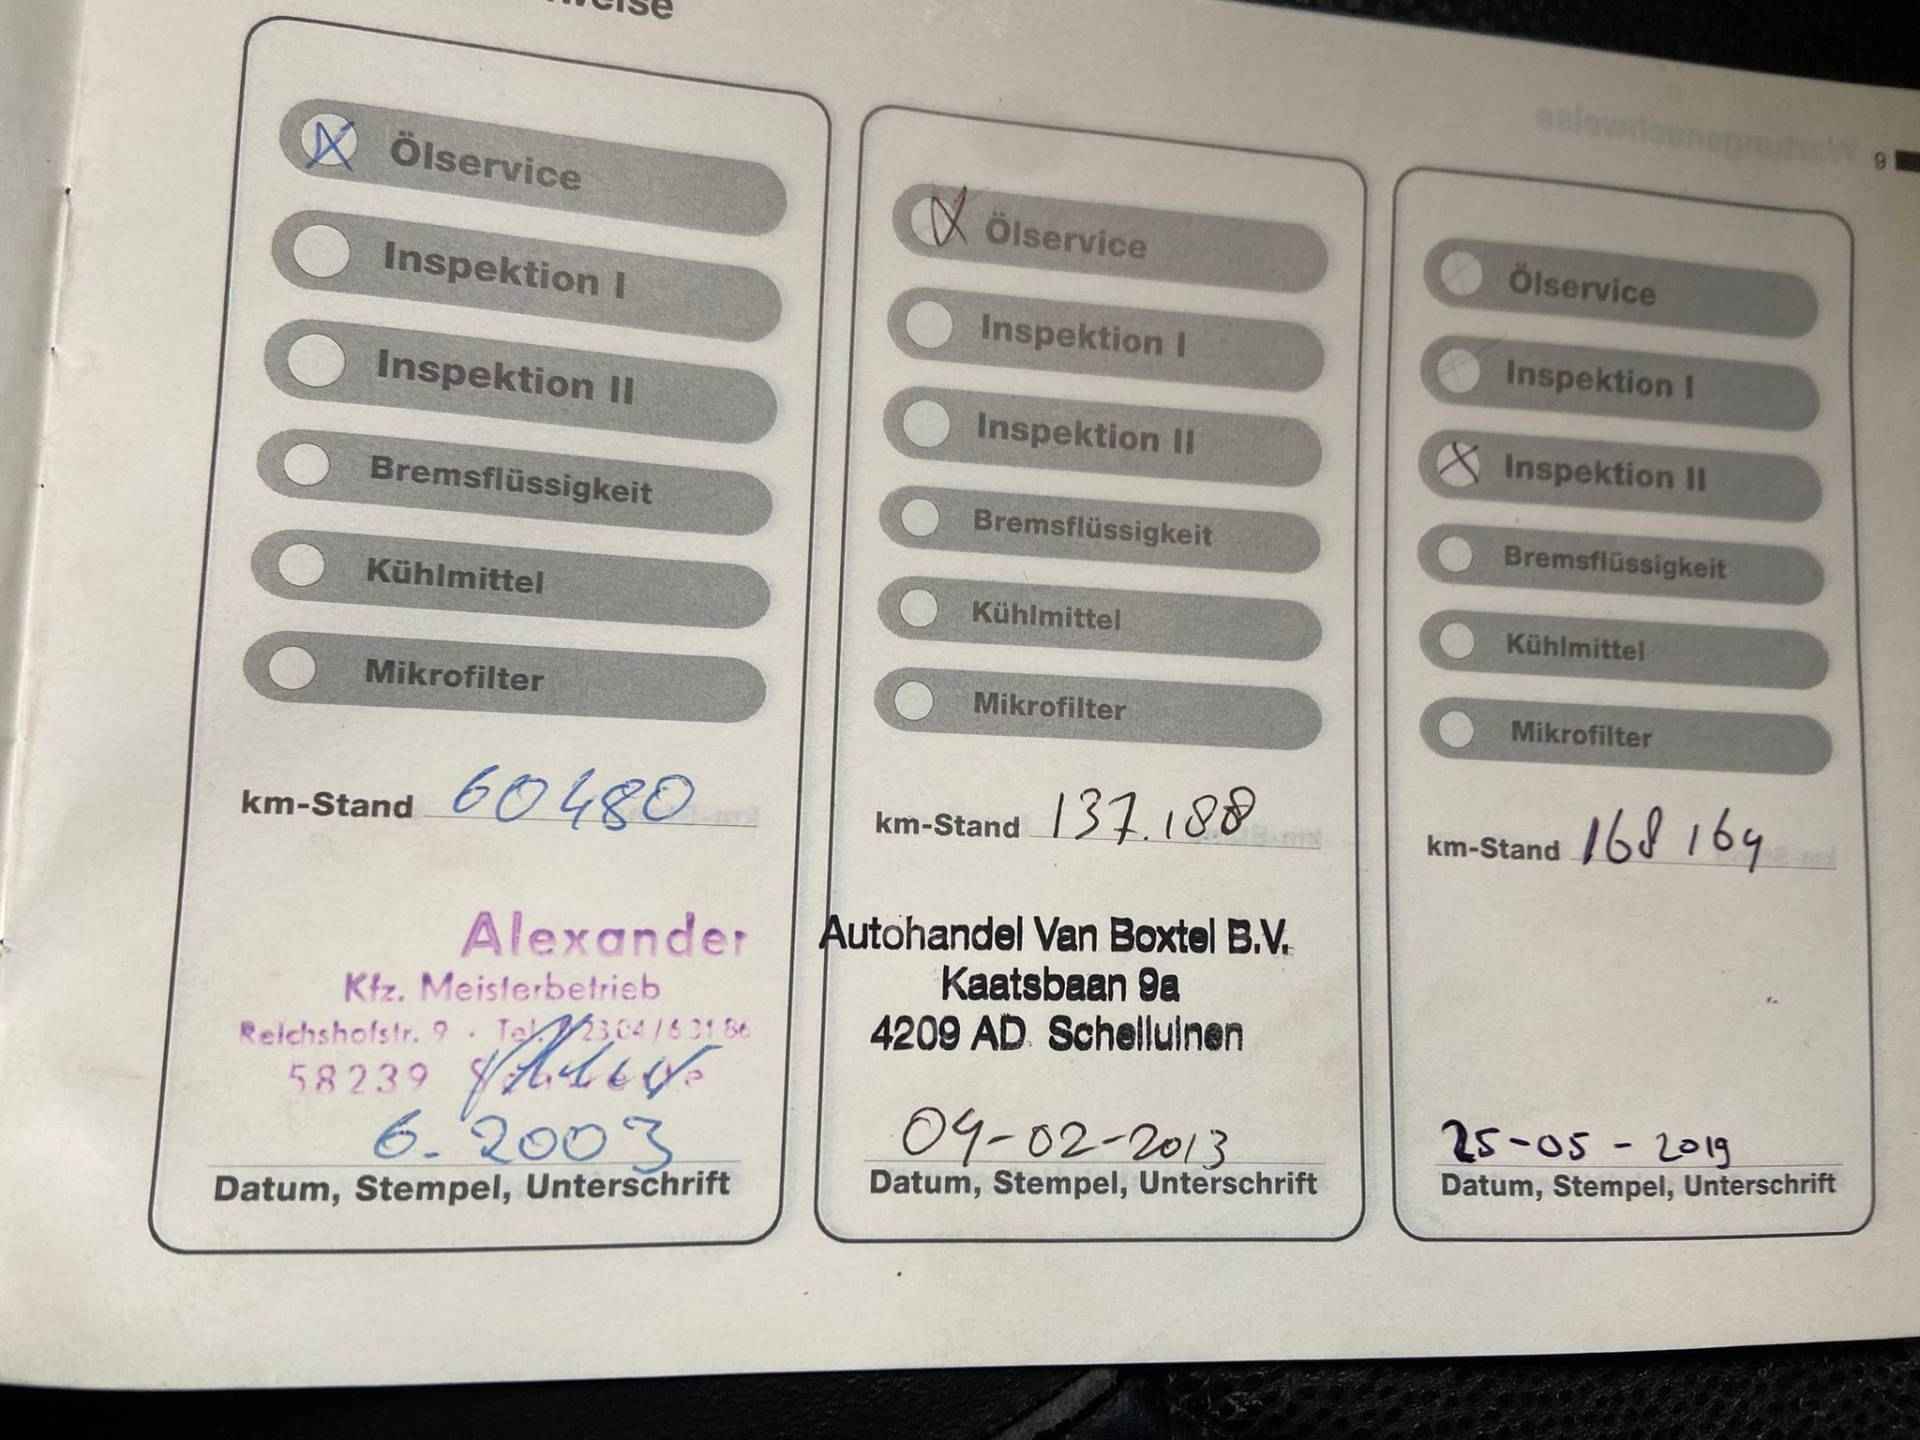 Ölservice
Inspektion I
Inspektion II
Bremsflüssigkeit
Kühlmittel
Mikrofilter
km-Stand 60480
Alexander
Kfz. Meisterbetrieb
Reichshofstr. 9 · Tel.
58239
6. 2003
Datum, Stempel, Unterschrift
Ölservice
Inspektion I
Inspektion II
Bremsflüssigkeit
Kühlmittel
Mikrofilter
km-Stand 137.188
Autohandel Van Boxtel B.V.
Kaatsbaan 9a
4209 AD Schelluinen
04-02-2013
Datum, Stempel, Unterschrift
9
Ölservice
Inspektion I
Inspektion II
Bremsflüssigkeit
Kühlmittel
Mikrofilter
km-Stand 168 164
25-05-2019
Datum, Stempel, Unterschrift